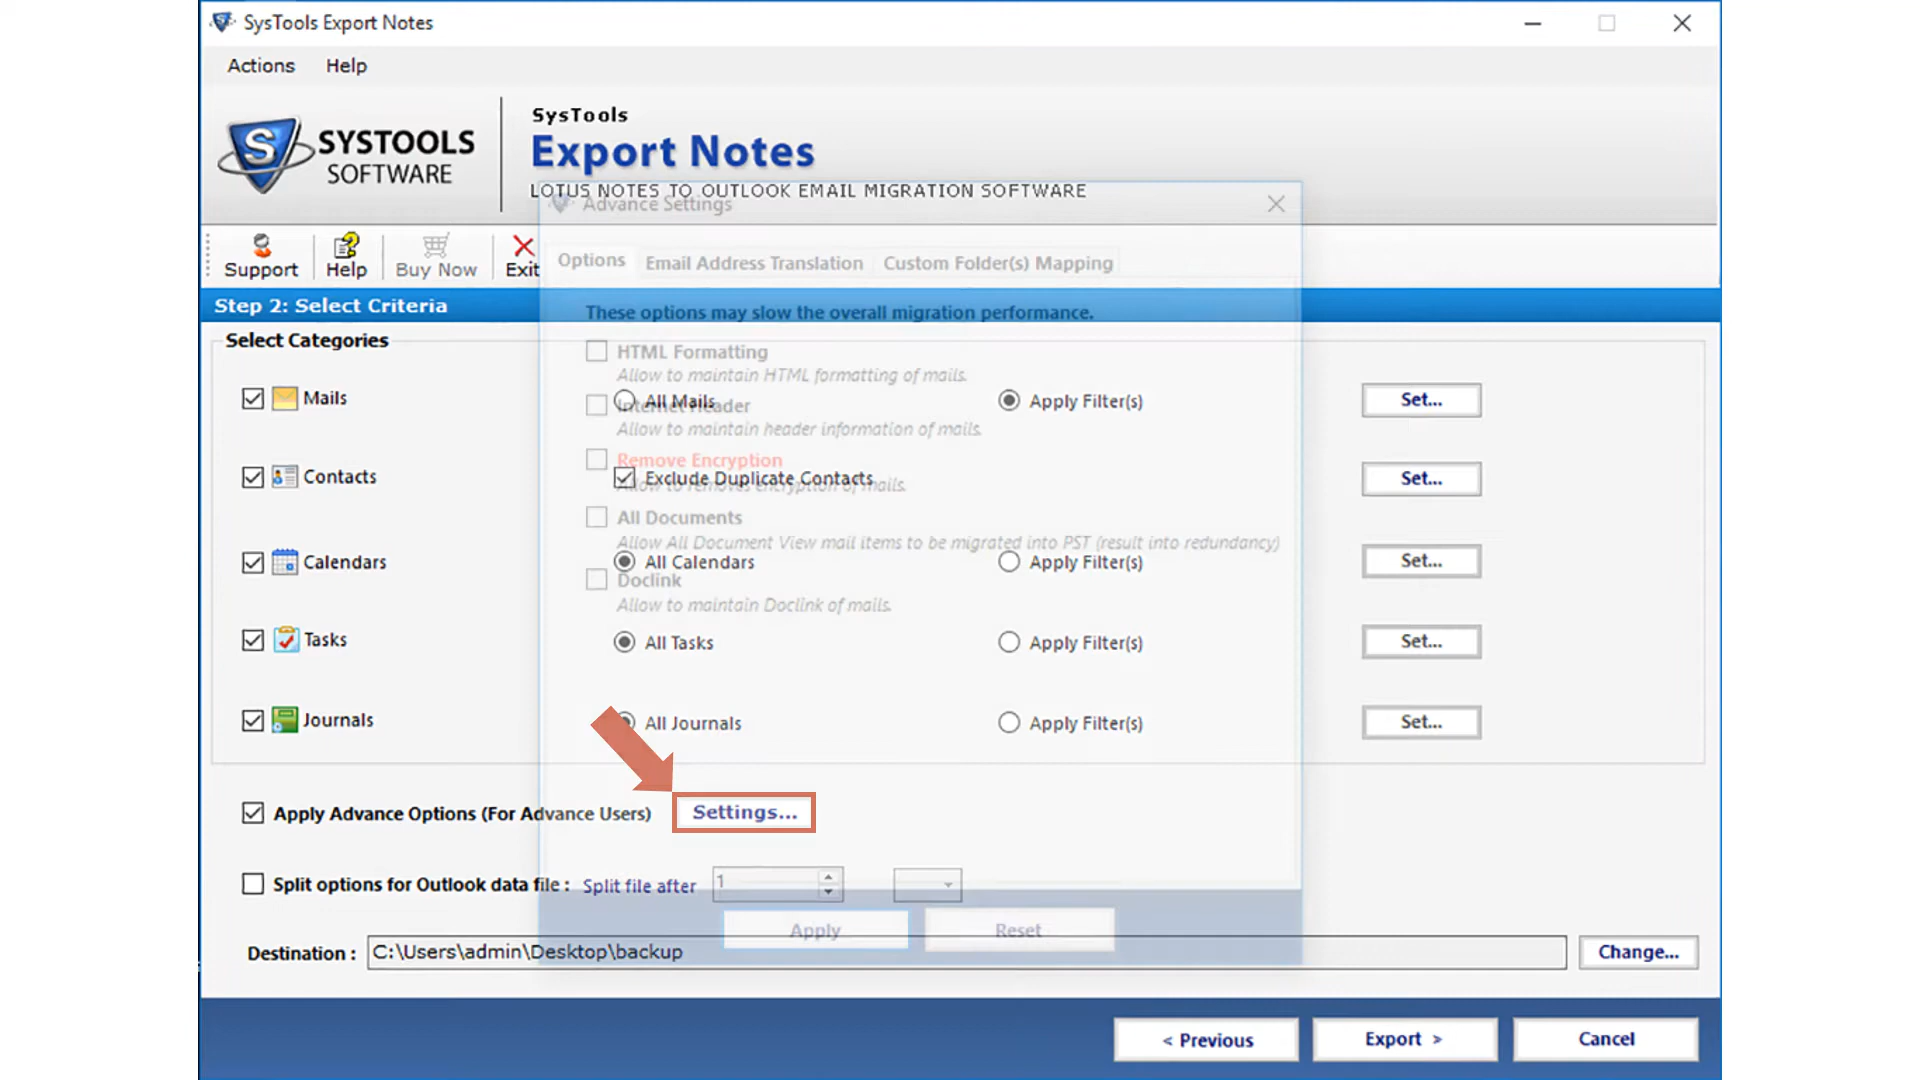 SysTools Export Notes
Actions Help
SYSTOOLS
SOFTWARE
SysTools
Export Notes
LOTUS NOTES TO OUTLOOK EMAIL MIGRATION SOFTWARE
Advance Settings
Support Help Buy Now Exit
Options Email Address Translation Custom Folder(s) Mapping
Step 2: Select Criteria
These options may slow the overall migration performance.
Select Categories
HTML Formatting
Allow to maintain HTML formatting of mails.
Mails All Mails Apply Filter(s) Set...
Internet Header
Allow to maintain header information of mails.
Remove Encryption
Contacts Exclude Duplicate Contacts Set...
Allow to removes encryption of mails.
All Documents
Allow All Document View mail items to be migrated into PST (result into redundancy)
Calendars All Calendars Apply Filter(s) Set...
Doclink
Allow to maintain Doclink of mails.
Tasks All Tasks Apply Filter(s) Set...
Journals All Journals Apply Filter(s) Set...
Apply Advance Options (For Advance Users) Settings...
Split options for Outlook data file : Split file after 1
Apply Reset
Destination : C:\Users\admin\Desktop\backup Change...
< Previous Export > Cancel